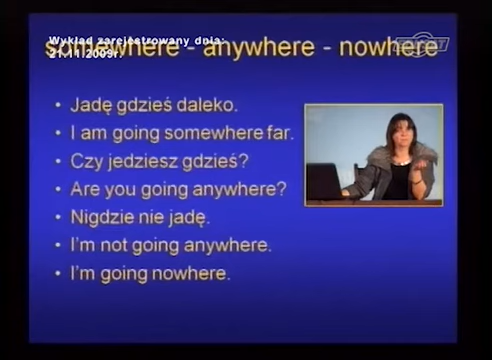 somewhere - anywhere - nowhere
Wykład zarejestrowany dnia:
21.11.2009r.
• Jadę gdzieś daleko.
• I am going somewhere far.
• Czy jedziesz gdzieś?
• Are you going anywhere?
• Nigdzie nie jadę.
• I'm not going anywhere.
• I'm going nowhere.